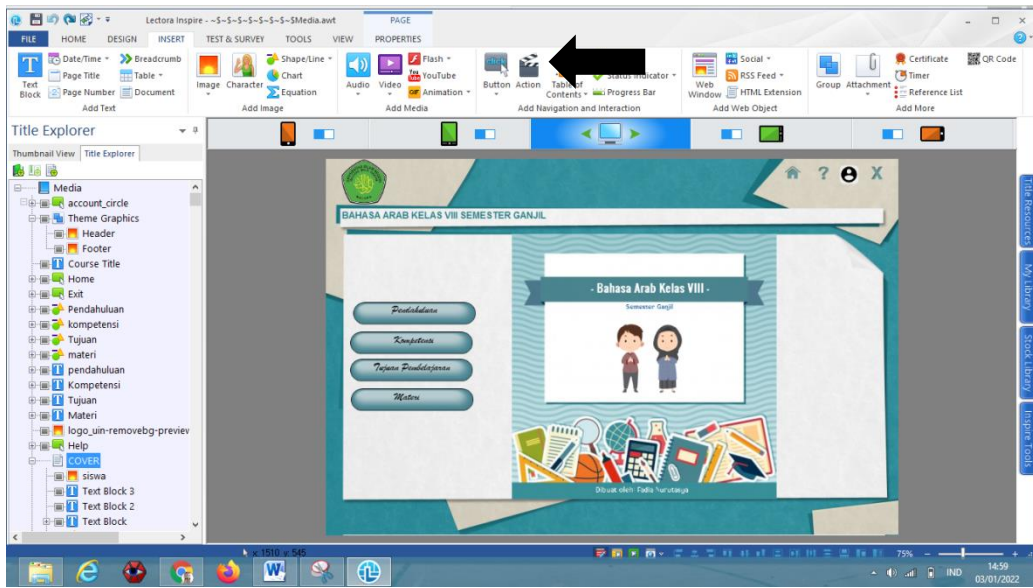 Lectora Inspire - ~S~S~S~S~S~S~S~SMedia.awt
PAGE
FILE HOME DESIGN INSERT TEST & SURVEY TOOLS VIEW PROPERTIES
Text Block
Date/Time
Breadcrumb
Page Title
Table
Page Number
Document
Add Text
Image
Character
Shape/Line
Chart
Equation
Add Image
Audio
Video
Flash
YouTube
Animation
Add Media
Button
Action
Table of Contents
Status Indicator
Progress Bar
Add Navigation and Interaction
Web Window
Social
RSS Feed
HTML Extension
Add Web Object
Group
Attachment
Certificate
Timer
Reference List
QR Code
Add More
Title Explorer
Thumbnail View Title Explorer
Media
account_circle
Theme Graphics
Header
Footer
Course Title
Home
Exit
Pendahuluan
kompetensi
Tujuan
materi
pendahuluan
Kompetensi
Tujuan
Materi
logo_uin-removebg-previev
Help
COVER
siswa
Text Block 3
Text Block 2
Text Block
? X
BAHASA ARAB KELAS VIII SEMESTER GANJIL
Pendahuluan
Kompetensi
Tujuan Pembelajaran
Materi
- Bahasa Arab Kelas VIII -
Semester Ganjil
Dibuat oleh: Fadia Nurutasya
Title Resources
My Library
Stock Library
Inspire Tools
x: 1510 y: 545
75%
IND
14:59
03/01/2022